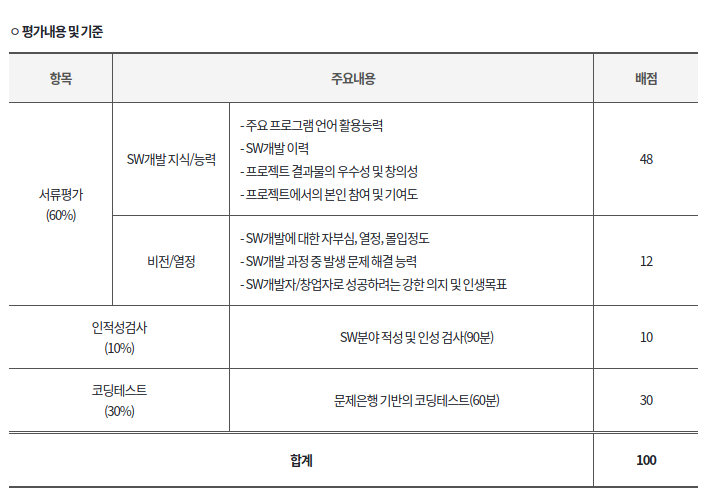 ㅇ 평가내용 및 기준
항목
주요내용
배점
서류평가
(60%)
SW개발 지식/능력
- 주요 프로그램 언어 활용능력
- SW개발 이력
- 프로젝트 결과물의 우수성 및 창의성
- 프로젝트에서의 본인 참여 및 기여도
48
비전/열정
- SW개발에 대한 자부심, 열정, 몰입정도
- SW개발 과정 중 발생 문제 해결 능력
- SW개발자/창업자로 성공하려는 강한 의지 및 인생목표
12
인적성검사
(10%)
SW분야 적성 및 인성 검사(90분)
10
코딩테스트
(30%)
문제은행 기반의 코딩테스트(60분)
30
합계
100